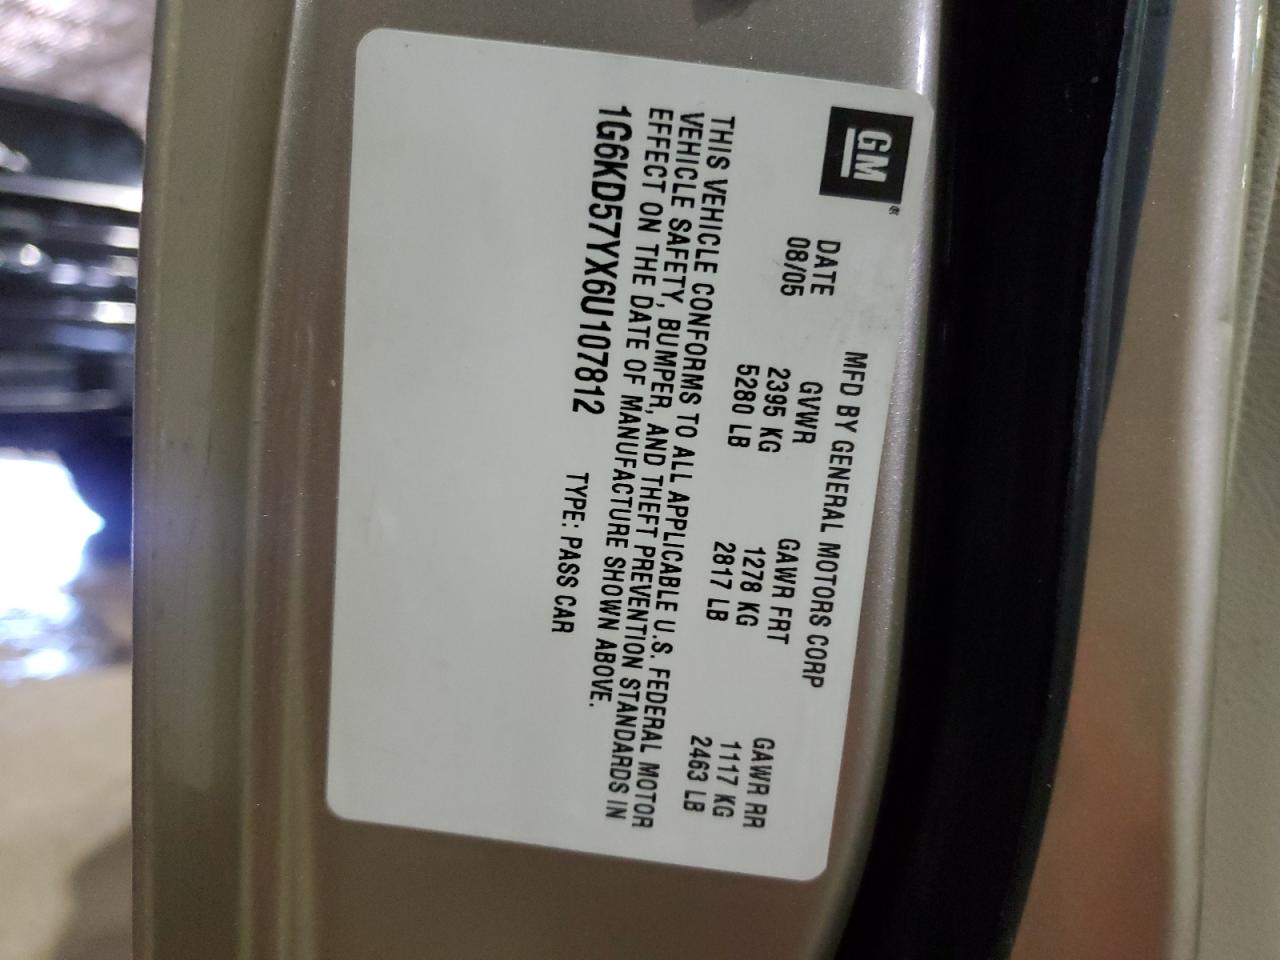 GM®
MFD BY GENERAL MOTORS CORP
DATE GVWR GAWR FRT GAWR RR
08/05 2395 KG 1278 KG 1117 KG
5280 LB 2817 LB 2463 LB
THIS VEHICLE CONFORMS TO ALL APPLICABLE U.S. FEDERAL MOTOR
VEHICLE SAFETY, BUMPER, AND THEFT PREVENTION STANDARDS IN
EFFECT ON THE DATE OF MANUFACTURE SHOWN ABOVE.
1G6KD57YX6U107812 TYPE: PASS CAR